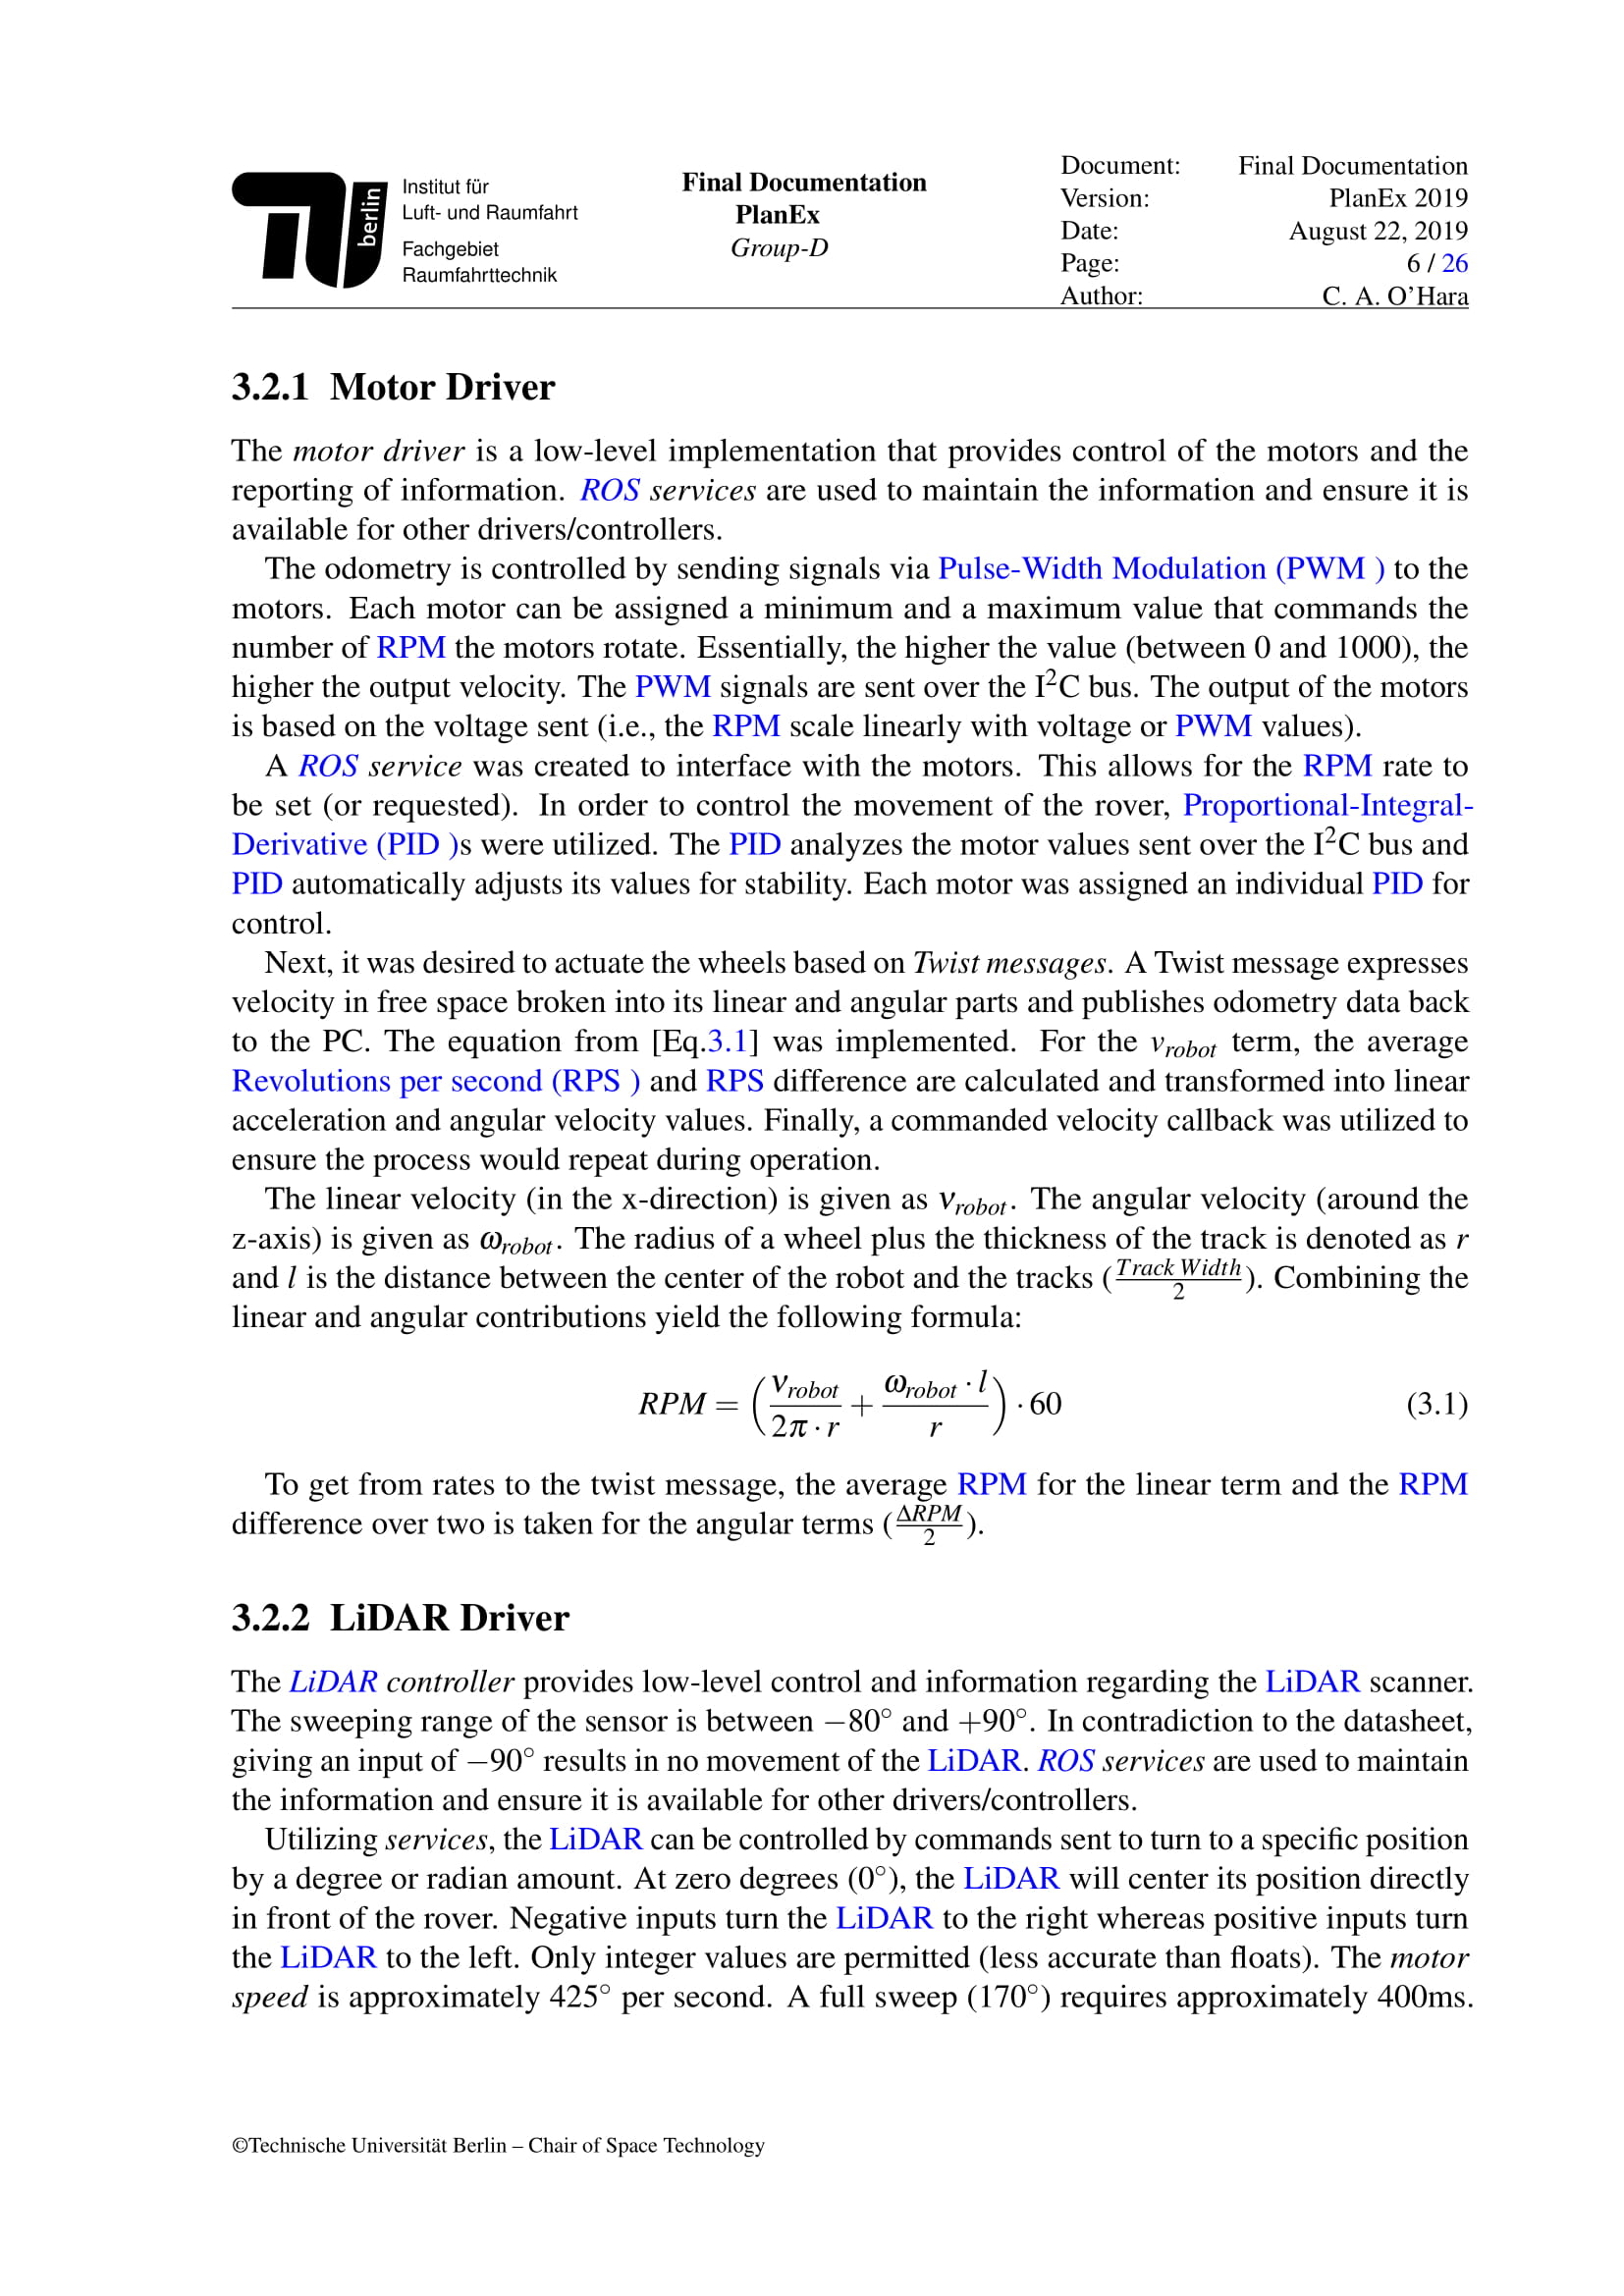 berlin
Institut für
Luft- und Raumfahrt
Fachgebiet
Raumfahrttechnik
Final Documentation
PlanEx
Group-D
Document: Final Documentation
Version: PlanEx 2019
Date: August 22, 2019
Page: 6 / 26
Author: C. A. O’Hara
3.2.1 Motor Driver
The motor driver is a low-level implementation that provides control of the motors and the
reporting of information. ROS services are used to maintain the information and ensure it is
available for other drivers/controllers.
The odometry is controlled by sending signals via Pulse-Width Modulation (PWM ) to the
motors. Each motor can be assigned a minimum and a maximum value that commands the
number of RPM the motors rotate. Essentially, the higher the value (between 0 and 1000), the
higher the output velocity. The PWM signals are sent over the I²C bus. The output of the motors
is based on the voltage sent (i.e., the RPM scale linearly with voltage or PWM values).
A ROS service was created to interface with the motors. This allows for the RPM rate to
be set (or requested). In order to control the movement of the rover, Proportional-Integral-
Derivative (PID )s were utilized. The PID analyzes the motor values sent over the I²C bus and
PID automatically adjusts its values for stability. Each motor was assigned an individual PID for
control.
Next, it was desired to actuate the wheels based on Twist messages. A Twist message expresses
velocity in free space broken into its linear and angular parts and publishes odometry data back
to the PC. The equation from [Eq.3.1] was implemented. For the v_robot term, the average
Revolutions per second (RPS ) and RPS difference are calculated and transformed into linear
acceleration and angular velocity values. Finally, a commanded velocity callback was utilized to
ensure the process would repeat during operation.
The linear velocity (in the x-direction) is given as ν_robot. The angular velocity (around the
z-axis) is given as ω_robot. The radius of a wheel plus the thickness of the track is denoted as r
and l is the distance between the center of the robot and the tracks (Track Width/2). Combining the
linear and angular contributions yield the following formula:
RPM = (ν_robot/(2π · r) + (ω_robot · l)/r) · 60 (3.1)
To get from rates to the twist message, the average RPM for the linear term and the RPM
difference over two is taken for the angular terms (ΔRPM/2).
3.2.2 LiDAR Driver
The LiDAR controller provides low-level control and information regarding the LiDAR scanner.
The sweeping range of the sensor is between −80° and +90°. In contradiction to the datasheet,
giving an input of −90° results in no movement of the LiDAR. ROS services are used to maintain
the information and ensure it is available for other drivers/controllers.
Utilizing services, the LiDAR can be controlled by commands sent to turn to a specific position
by a degree or radian amount. At zero degrees (0°), the LiDAR will center its position directly
in front of the rover. Negative inputs turn the LiDAR to the right whereas positive inputs turn
the LiDAR to the left. Only integer values are permitted (less accurate than floats). The motor
speed is approximately 425° per second. A full sweep (170°) requires approximately 400ms.
©Technische Universität Berlin – Chair of Space Technology